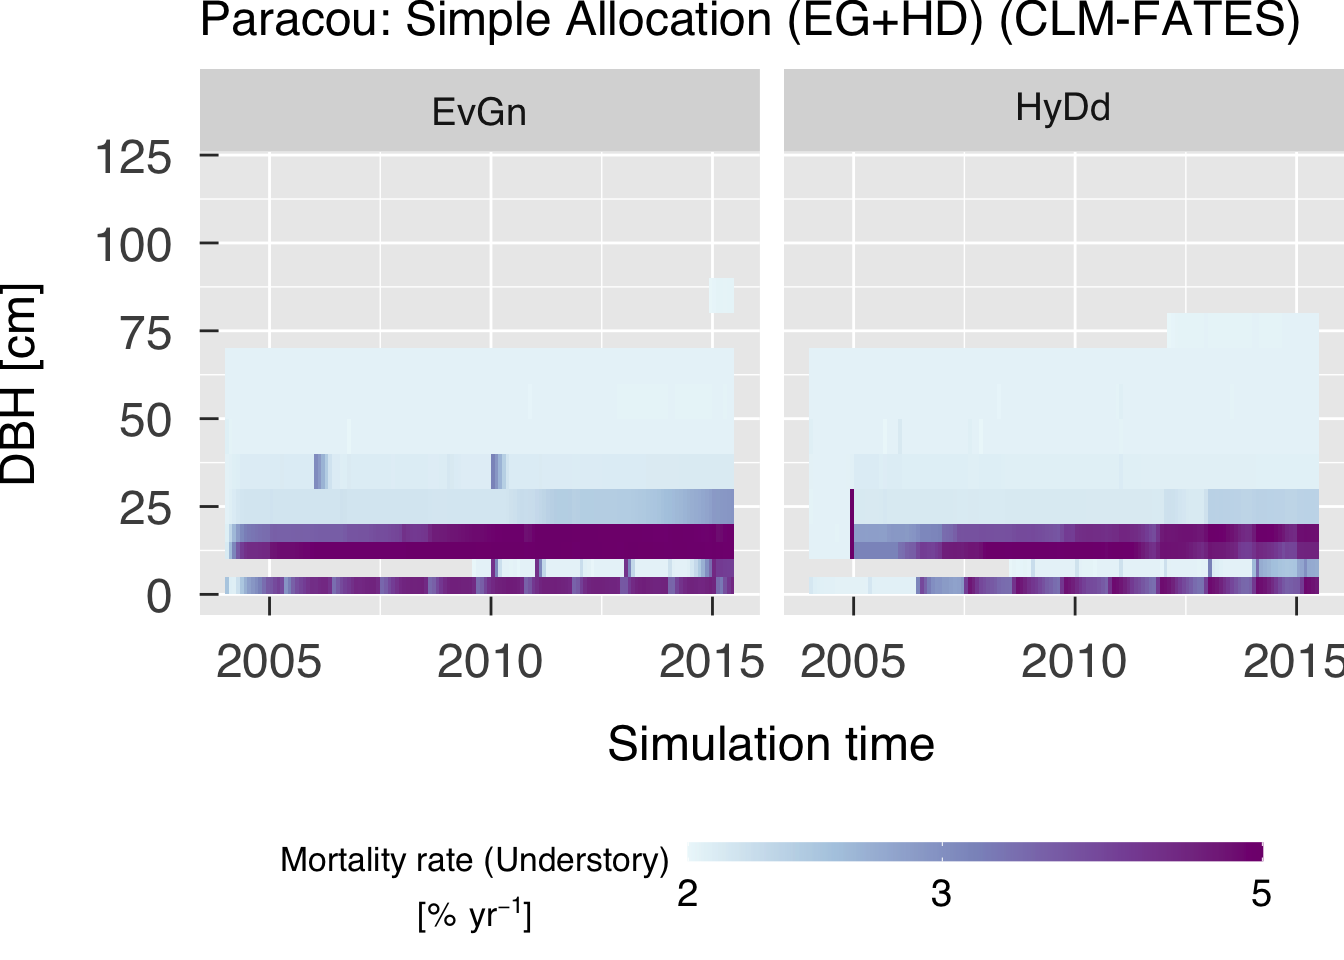 Paracou: Simple Allocation (EG+HD) (CLM-FATES)
EvGn
HyDd
125
100
75
50
25
0
DBH [cm]
2005
2010
2015
2005
2010
2015
Simulation time
Mortality rate (Understory)
[% yr⁻¹]
2
3
5